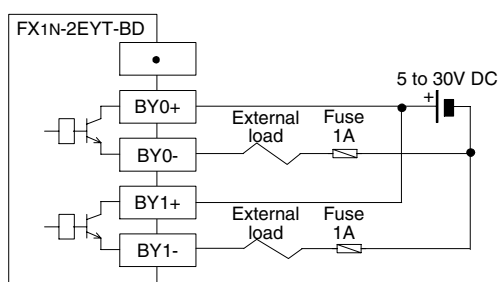 FX1N-2EYT-BD
5 to 30V DC
+
BY0+
External load
Fuse 1A
BY0-
BY1+
External load
Fuse 1A
BY1-